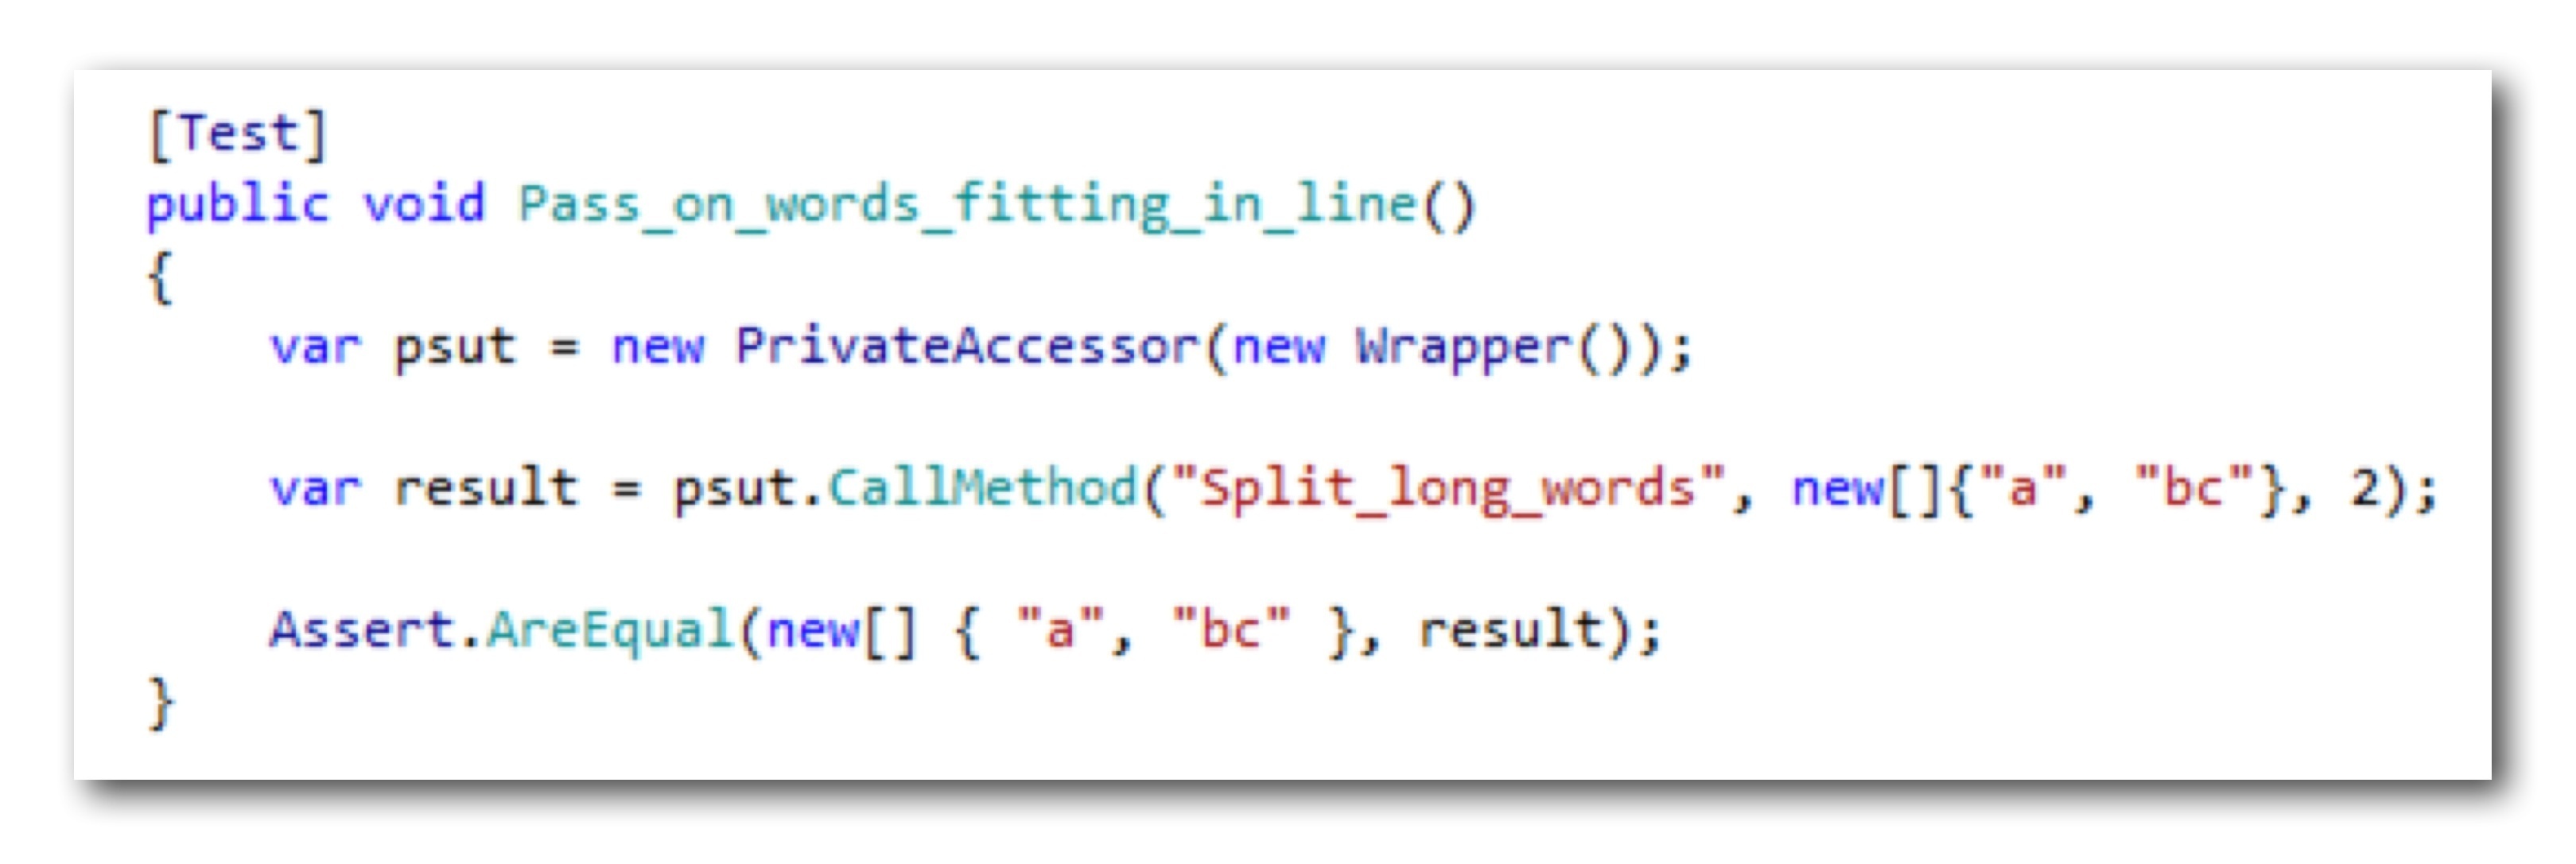 [Test]
public void Pass_on_words_fitting_in_line()
{
    var psut = new PrivateAccessor(new Wrapper());
    var result = psut.CallMethod("Split_long_words", new[]{"a", "bc"}, 2);
    Assert.AreEqual(new[] { "a", "bc" }, result);
}